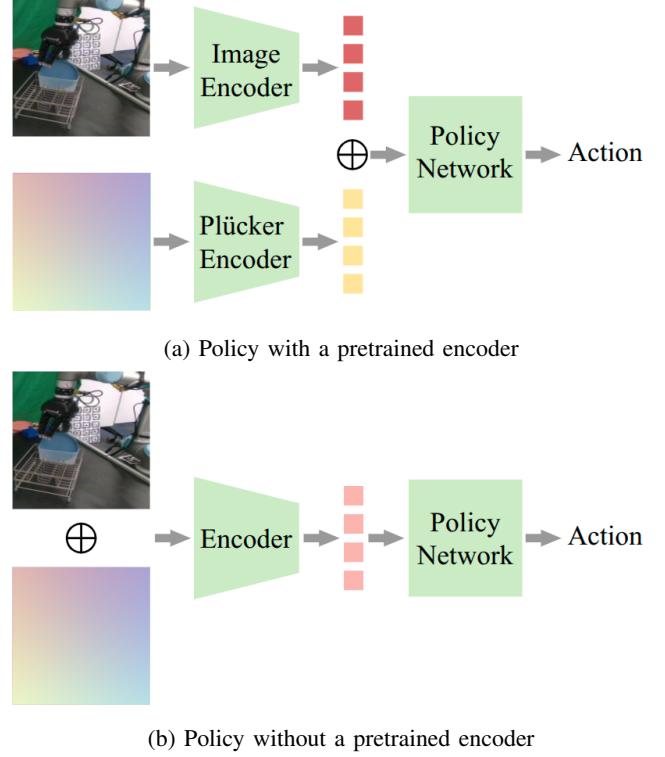 Image
Encoder
Policy
Network
Action
Plücker
Encoder
(a) Policy with a pretrained encoder
Encoder
Policy
Network
Action
(b) Policy without a pretrained encoder